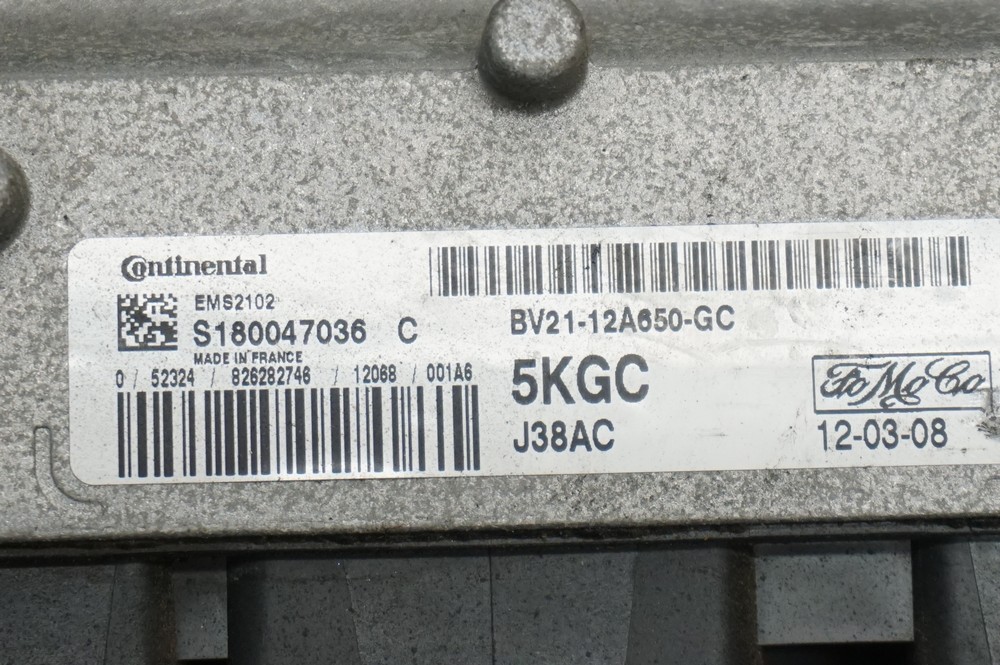 Continental
EMS2102
S180047036 C
MADE IN FRANCE
0 / 52324 / 826282746 / 12068 / 001A6
BV21-12A650-GC
5KGC
J38AC
FoMoCo
12-03-08